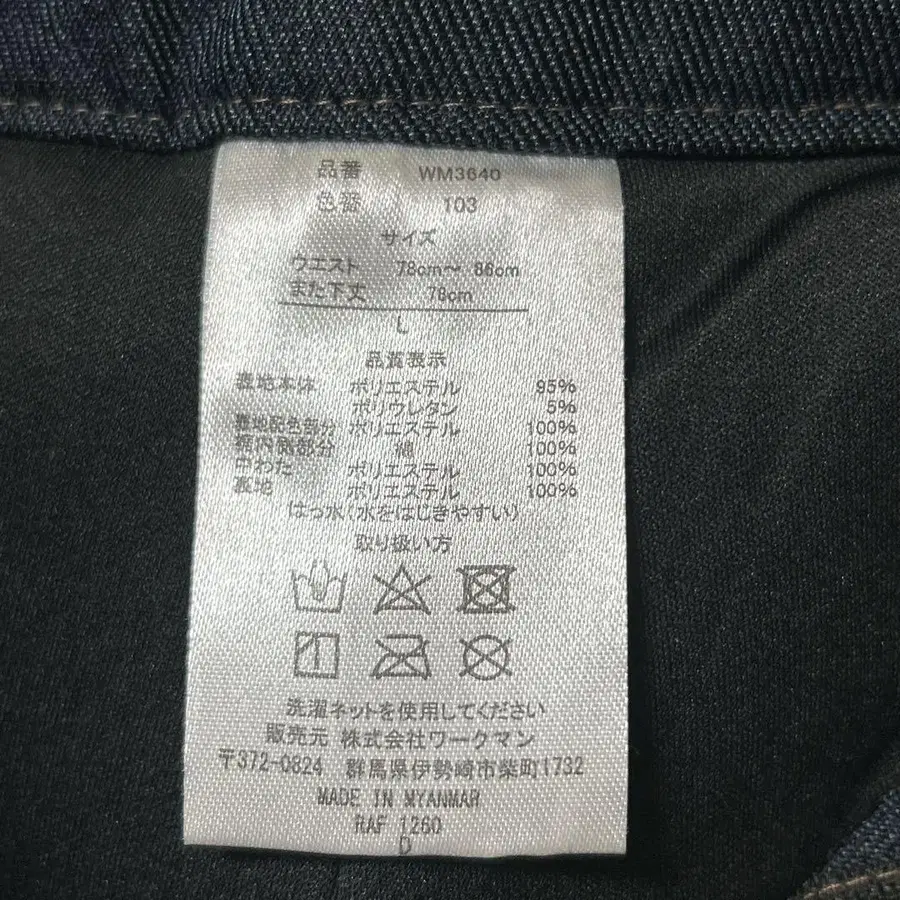 品番 WM3640
色番 103
サイズ
ウエスト 78cm〜 86cm
また下丈 76cm
L
品質表示
表地本体 ポリエステル 95%
ポリウレタン 5%
表地配色部分 ポリエステル 100%
裾内側部分 綿 100%
中わた ポリエステル 100%
裏地 ポリエステル 100%
はっ水(水をはじきやすい)
取り扱い方
洗濯ネットを使用してください
販売元 株式会社ワークマン
〒372-0824 群馬県伊勢崎市柴町1732
MADE IN MYANMAR
RAF 1260
D